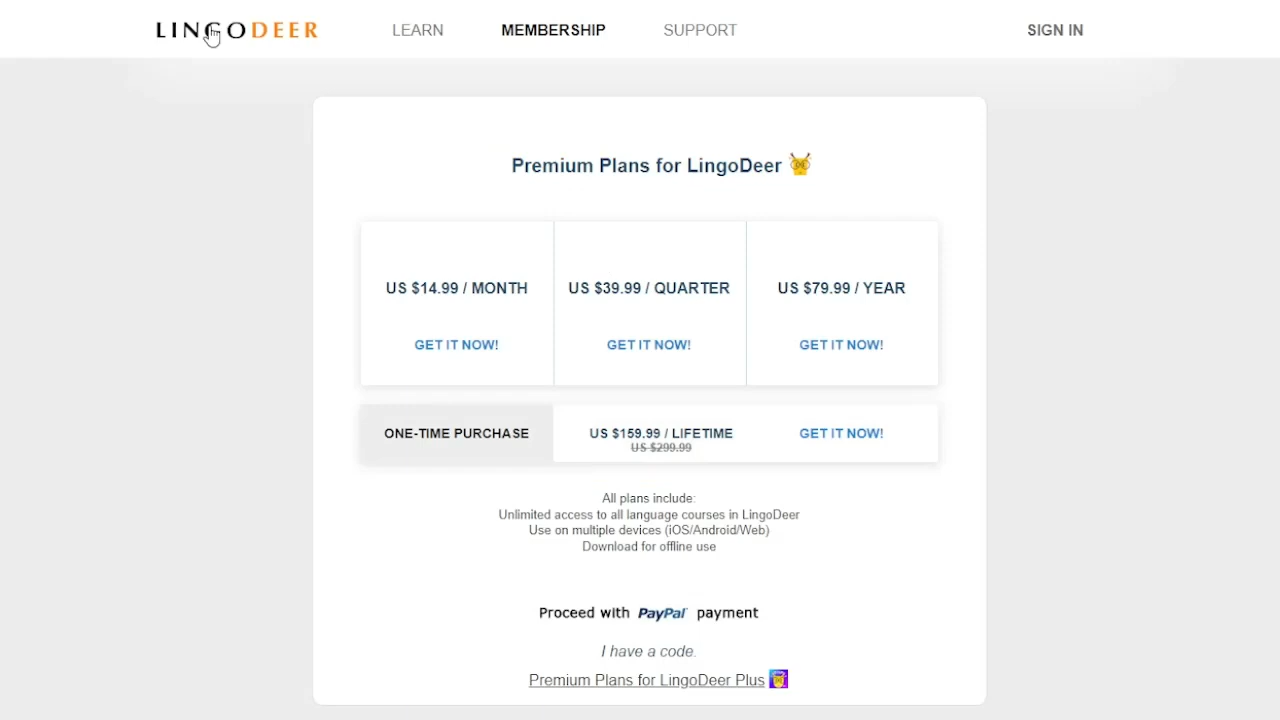 LINGODEER LEARN MEMBERSHIP SUPPORT SIGN IN
Premium Plans for LingoDeer
US $14.99 / MONTH US $39.99 / QUARTER US $79.99 / YEAR
GET IT NOW! GET IT NOW! GET IT NOW!
ONE-TIME PURCHASE US $159.99 / LIFETIME GET IT NOW!
US $299.99
All plans include:
Unlimited access to all language courses in LingoDeer
Use on multiple devices (iOS/Android/Web)
Download for offline use
Proceed with PayPal payment
I have a code.
Premium Plans for LingoDeer Plus